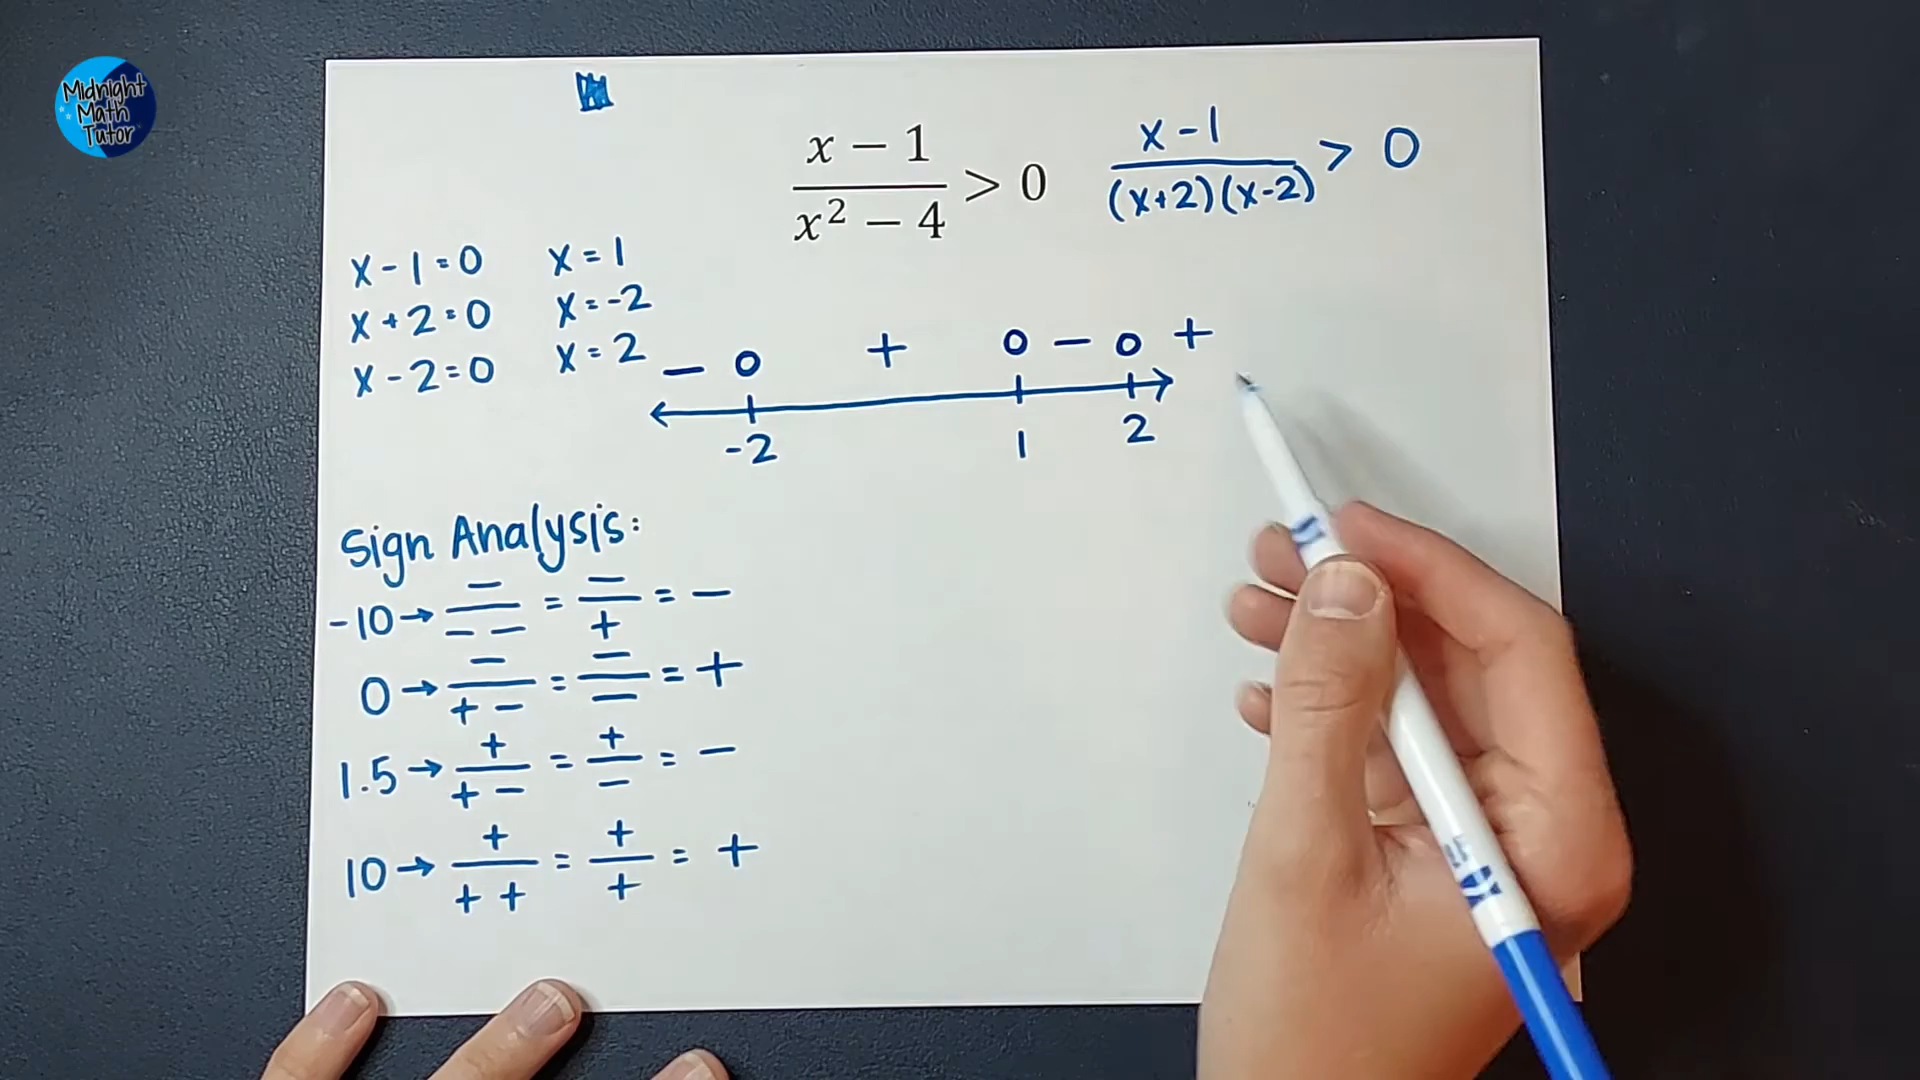 Midnight
Math
Tutor
x − 1
x² − 4
> 0
x - 1
(x+2)(x-2)
> 0
x - 1 = 0 x = 1
x + 2 = 0 x = -2
x - 2 = 0 x = 2
− 0 + 0 − 0 +
-2 1 2
Sign Analysis:
-10 → − / − − = − / + = −
0 → − / + − = − / − = +
1.5 → + / + − = + / − = −
10 → + / + + = + / + = +